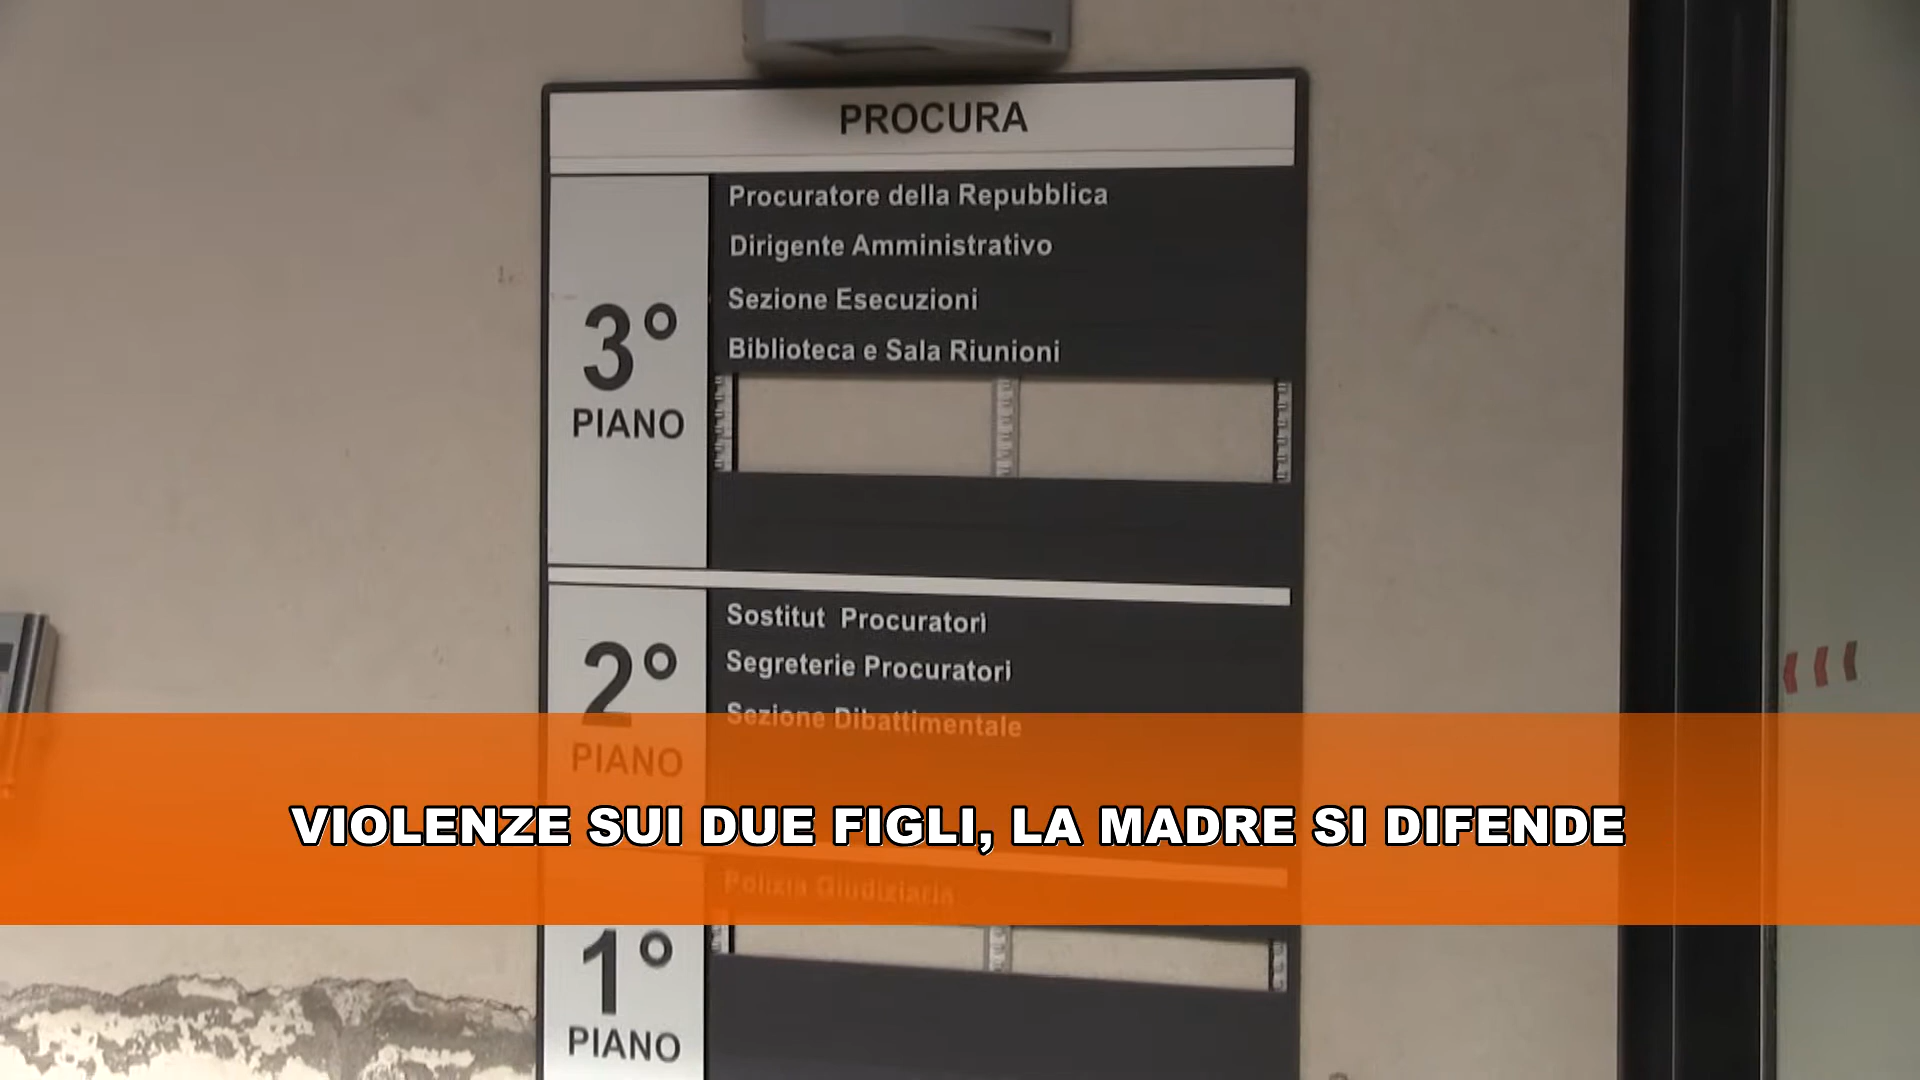 PROCURA
3°
PIANO
Procuratore della Repubblica
Dirigente Amministrativo
Sezione Esecuzioni
Biblioteca e Sala Riunioni
2°
PIANO
Sostitut Procuratori
Segreterie Procuratori
Sezione Dibattimentale
VIOLENZE SUI DUE FIGLI, LA MADRE SI DIFENDE
Polizia Giudiziaria
1°
PIANO